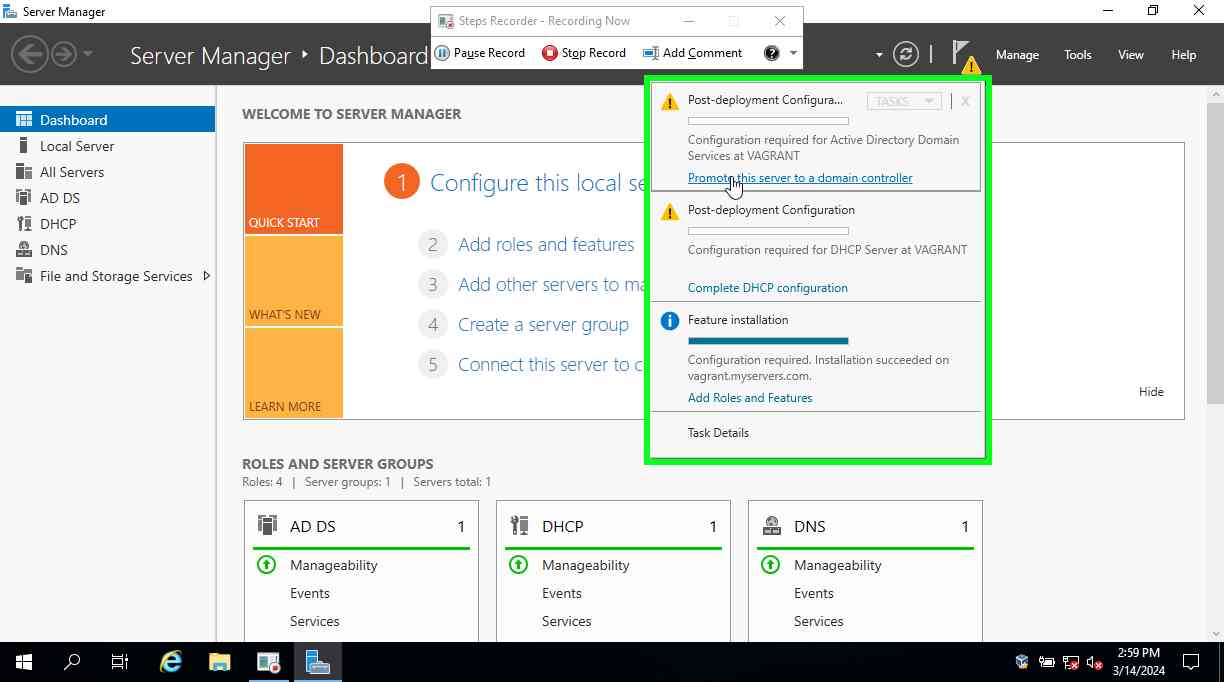 Server Manager
Steps Recorder - Recording Now
Pause Record
Stop Record
Add Comment
Server Manager
Dashboard
Manage
Tools
View
Help
Dashboard
Local Server
All Servers
AD DS
DHCP
DNS
File and Storage Services
WELCOME TO SERVER MANAGER
QUICK START
WHAT'S NEW
LEARN MORE
1 Configure this local se
2 Add roles and features
3 Add other servers to ma
4 Create a server group
5 Connect this server to c
Hide
Post-deployment Configura...
TASKS
X
Configuration required for Active Directory Domain
Services at VAGRANT
Promote this server to a domain controller
Post-deployment Configuration
Configuration required for DHCP Server at VAGRANT
Complete DHCP configuration
Feature installation
Configuration required. Installation succeeded on
vagrant.myservers.com.
Add Roles and Features
Task Details
ROLES AND SERVER GROUPS
Roles: 4 | Server groups: 1 | Servers total: 1
AD DS 1
Manageability
Events
Services
DHCP 1
Manageability
Events
Services
DNS 1
Manageability
Events
Services
2:59 PM
3/14/2024